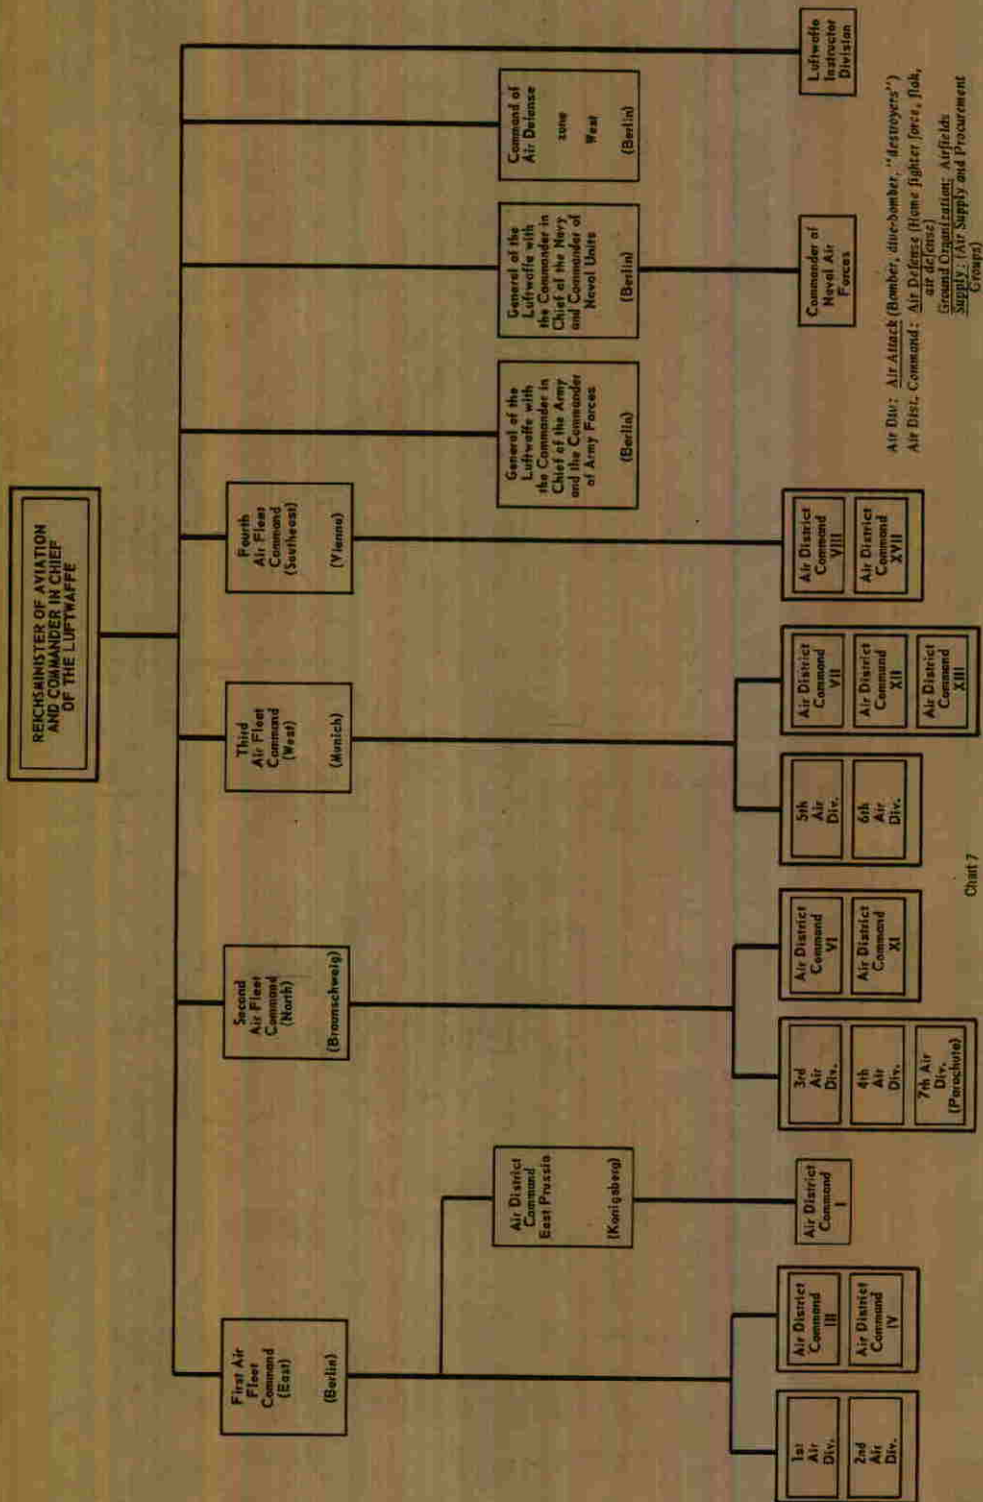 REICHSMINISTER OF AVIATION
AND COMMANDER IN CHIEF
OF THE LUFTWAFFE
First Air
Fleet
Command
(East)
(Berlin)
Second
Air Fleet
Command
(North)
(Braunschweig)
Third
Air Fleet
Command
(West)
(Munich)
Fourth
Air Fleet
Command
(Southeast)
(Vienna)
General of the
Luftwaffe with
the Commander in
Chief of the Army
and the Commander
of Army Forces
(Berlin)
General of the
Luftwaffe with
the Commander in
Chief of the Navy
and Commander of
Naval Units
(Berlin)
Command of
Air Defense
zone
West
(Berlin)
Air District
Command
East Prussia
(Konigsberg)
1st
Air
Div.
2nd
Air
Div.
Air District
Command
III
Air District
Command
IV
Air District
Command
I
3rd
Air
Div.
4th
Air
Div.
7th Air
Div.
(Parachute)
Air District
Command
VI
Air District
Command
XI
5th
Air
Div.
6th
Air
Div.
Air District
Command
VII
Air District
Command
XII
Air District
Command
XIII
Air District
Command
VIII
Air District
Command
XVII
Commander of
Naval Air
Forces
Luftwaffe
Instructor
Division
Air Div: Air Attack (Bomber, dive-bomber, "destroyers")
Air Dist. Command: Air Defense (Home fighter force, flak,
air defense)
Ground Organization: Airfields
Supply: (Air Supply and Procurement
Groups)
Chart 7